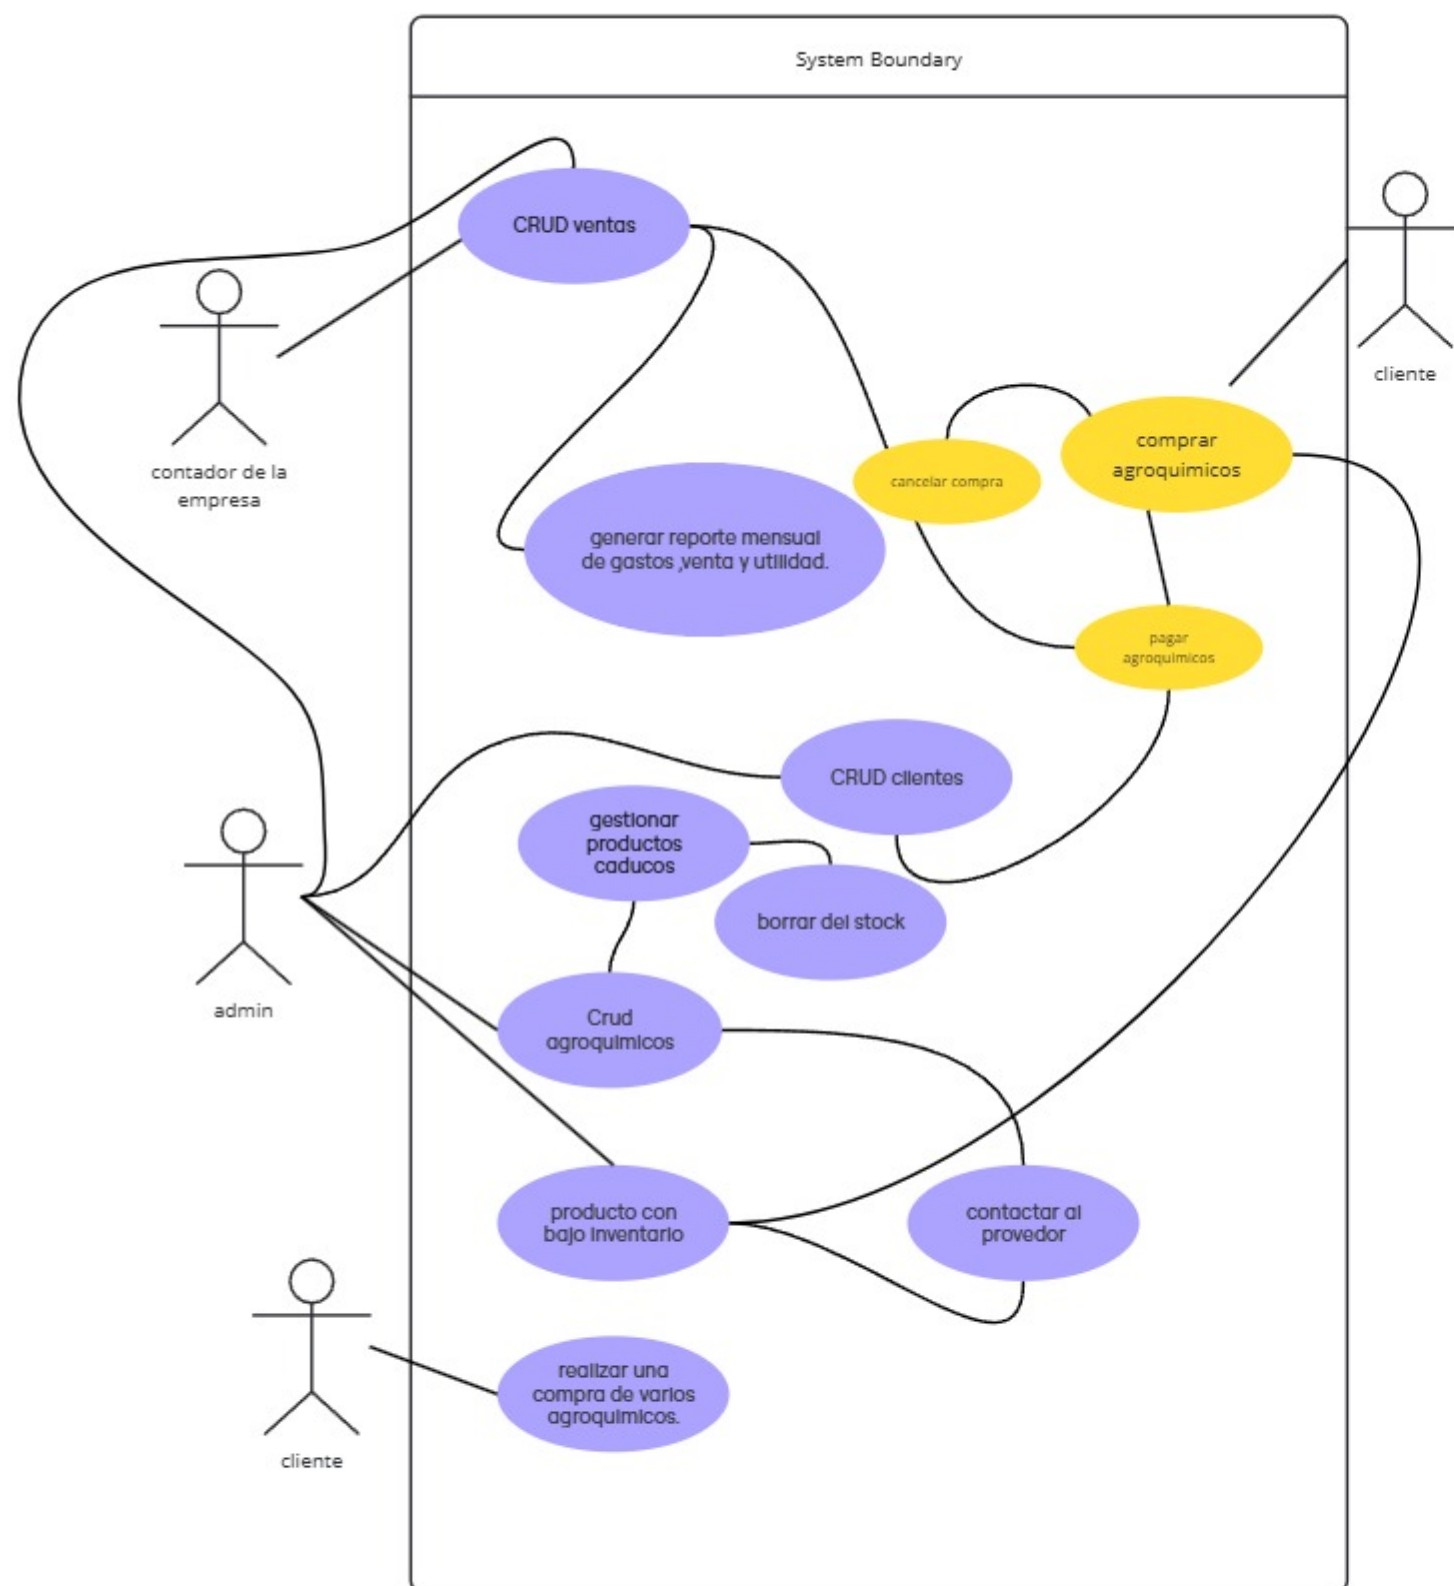 System Boundary
CRUD ventas
cliente
contador de la
empresa
comprar
agroquimicos
cancelar compra
generar reporte mensual
de gastos ,venta y utilidad.
pagar
agroquimicos
CRUD clientes
gestionar
productos
caducos
borrar del stock
admin
Crud
agroquimicos
producto con
bajo inventario
contactar al
provedor
realizar una
compra de varios
agroquimicos.
cliente